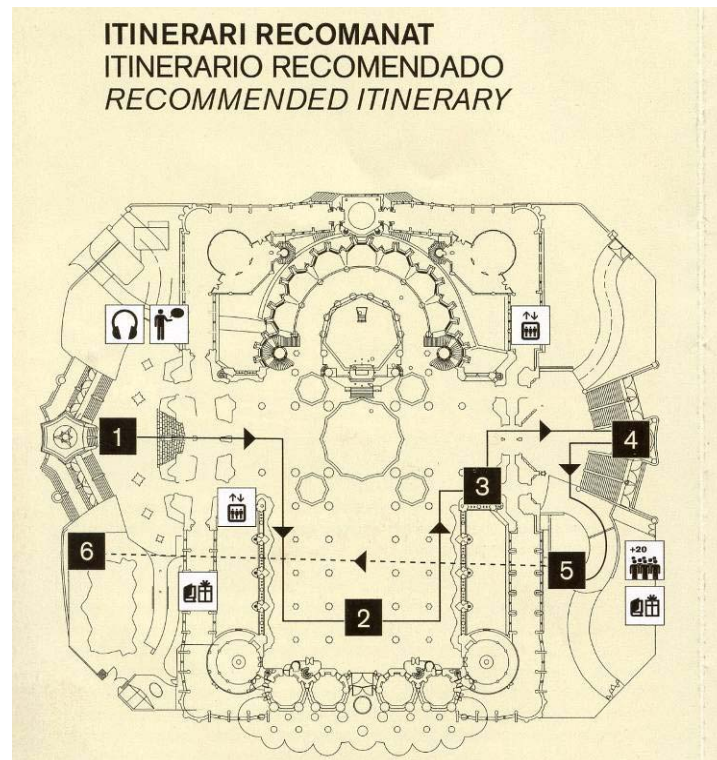 ITINERARI RECOMANAT
ITINERARIO RECOMENDADO
RECOMMENDED ITINERARY
1
4
3
6
+20
5
2